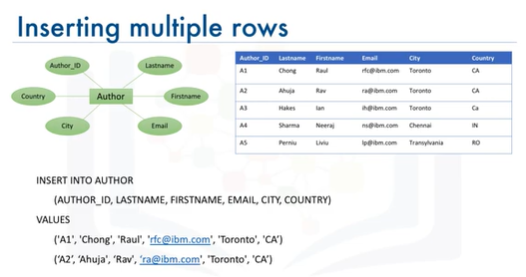 Inserting multiple rows
Author_ID
Lastname
Country
Author
Firstname
City
Email
Author_ID Lastname Firstname Email City Country
A1 Chong Raul rfc@ibm.com Toronto CA
A2 Ahuja Rav ra@ibm.com Toronto CA
A3 Hakes Ian ih@ibm.com Toronto Ca
A4 Sharma Neeraj ns@ibm.com Chennai IN
A5 Perniu Liviu lp@ibm.com Transylvania RO
INSERT INTO AUTHOR
(AUTHOR_ID, LASTNAME, FIRSTNAME, EMAIL, CITY, COUNTRY)
VALUES
('A1', 'Chong', 'Raul', 'rfc@ibm.com', 'Toronto', 'CA')
('A2', 'Ahuja', 'Rav', 'ra@ibm.com', 'Toronto', 'CA')